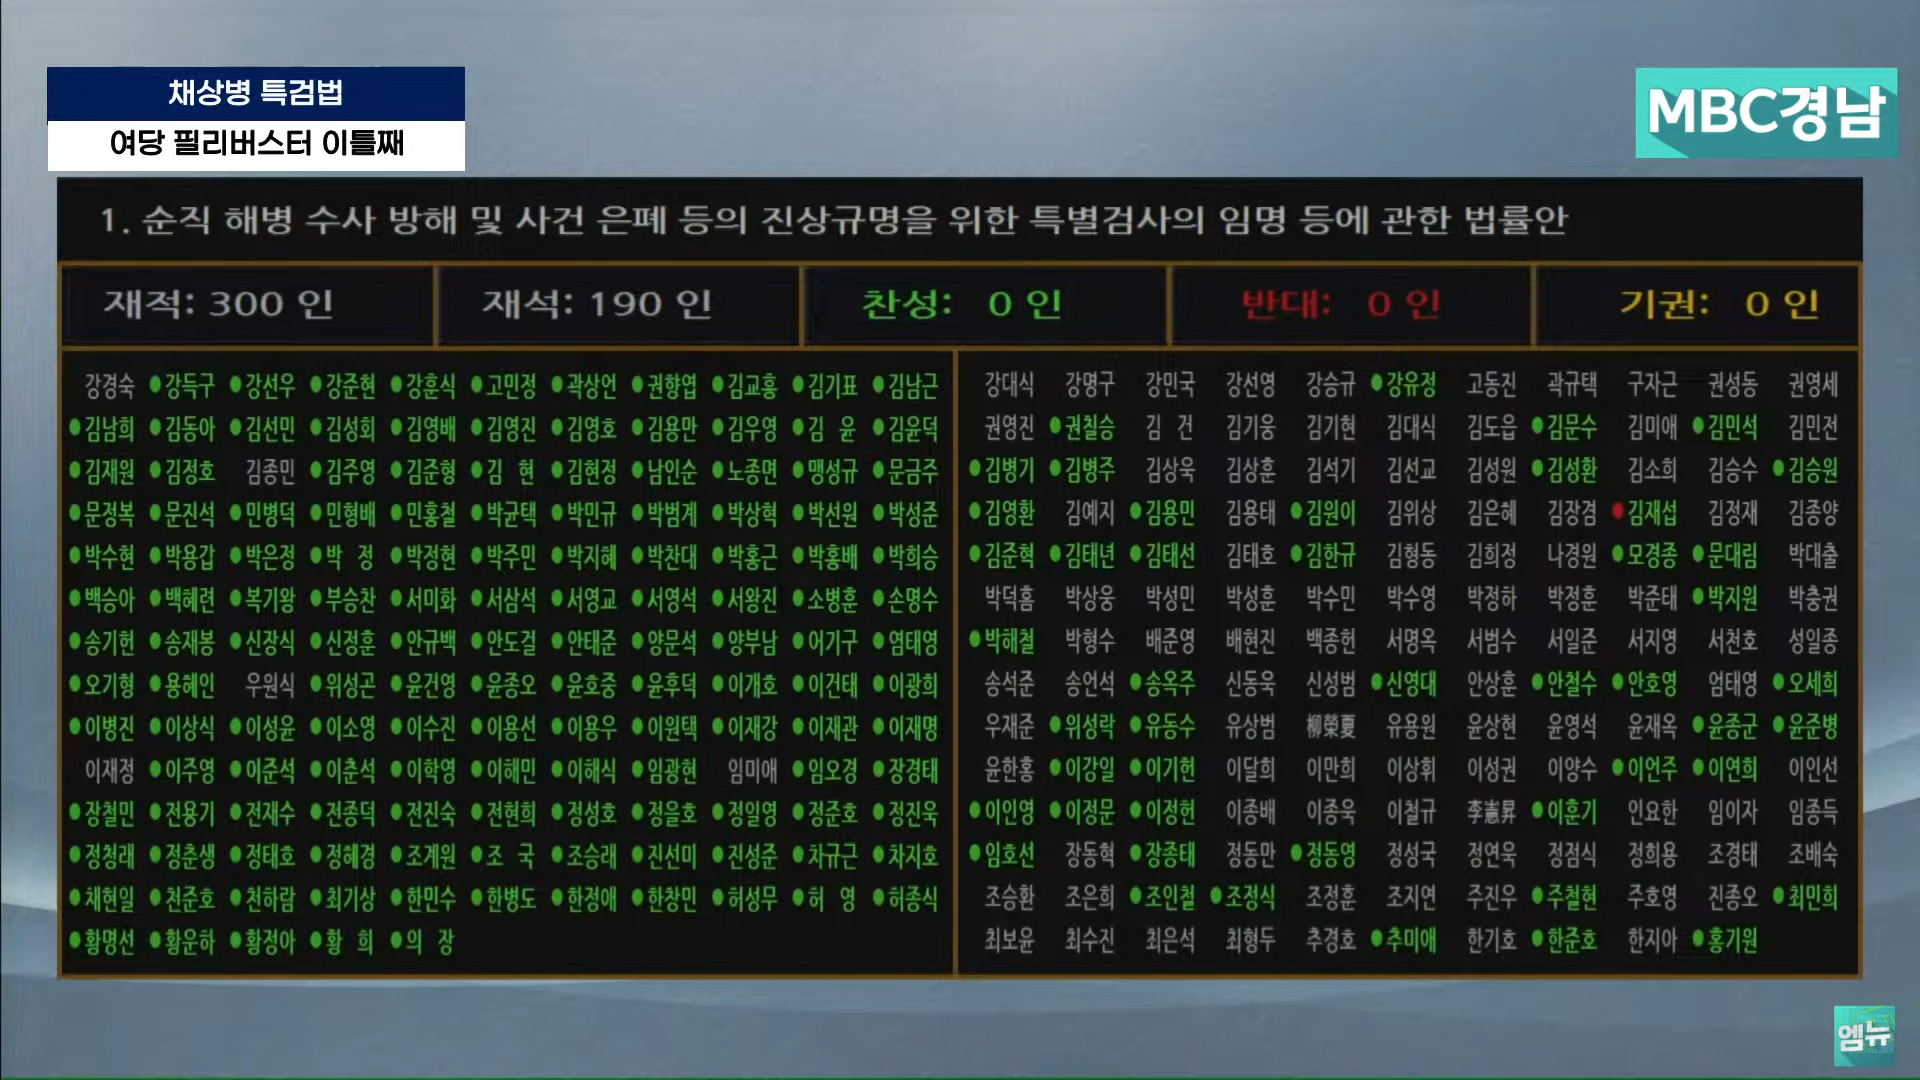 채상병 특검법
여당 필리버스터 이틀째
MBC경남
1. 순직 해병 수사 방해 및 사건 은폐 등의 진상규명을 위한 특별검사의 임명 등에 관한 법률안
재적: 300 인 재석: 190 인 찬성: 0 인 반대: 0 인 기권: 0 인
강경숙 강득구 강선우 강준현 강훈식 고민정 곽상언 권향엽 김교흥 김기표 김남근
김남희 김동아 김선민 김성회 김영배 김영진 김영호 김용만 김우영 김 윤 김윤덕
김재원 김정호 김종민 김주영 김준형 김 현 김현정 남인순 노종면 맹성규 문금주
문정복 문진석 민병덕 민형배 민홍철 박균택 박민규 박범계 박상혁 박선원 박성준
박수현 박용갑 박은정 박 정 박정현 박주민 박지혜 박찬대 박홍근 박홍배 박희승
백승아 백혜련 복기왕 부승찬 서미화 서삼석 서영교 서영석 서왕진 소병훈 손명수
송기헌 송재봉 신장식 신정훈 안규백 안도걸 안태준 양문석 양부남 어기구 염태영
오기형 용혜인 우원식 위성곤 윤건영 윤종오 윤호중 윤후덕 이개호 이건태 이광희
이병진 이상식 이성윤 이소영 이수진 이용선 이용우 이원택 이재강 이재관 이재명
이재정 이주영 이준석 이춘석 이학영 이해민 이해식 임광현 임미애 임오경 장경태
장철민 전용기 전재수 전종덕 전진숙 전현희 정성호 정을호 정일영 정준호 정진욱
정청래 정춘생 정태호 정혜경 조계원 조 국 조승래 진선미 진성준 차규근 차지호
채현일 천준호 천하람 최기상 한민수 한병도 한정애 한창민 허성무 허 영 허종식
황명선 황운하 황정아 황 희 의 장
강대식 강명구 강민국 강선영 강승규 강유정 고동진 곽규택 구자근 권성동 권영세
권영진 권칠승 김 건 김기웅 김기현 김대식 김도읍 김문수 김미애 김민석 김민전
김병기 김병주 김상욱 김상훈 김석기 김선교 김성원 김성환 김소희 김승수 김승원
김영환 김예지 김용민 김용태 김원이 김위상 김은혜 김장겸 김재섭 김정재 김종양
김준혁 김태년 김태선 김태호 김한규 김형동 김희정 나경원 모경종 문대림 박대출
박덕흠 박상웅 박성민 박성훈 박수민 박수영 박정하 박정훈 박준태 박지원 박충권
박해철 박형수 배준영 배현진 백종헌 서명옥 서범수 서일준 서지영 서천호 성일종
송석준 송언석 송옥주 신동욱 신성범 신영대 안상훈 안철수 안호영 엄태영 오세희
우재준 위성락 유동수 유상범 柳榮夏 유용원 윤상현 윤영석 윤재옥 윤종군 윤준병
윤한홍 이강일 이기헌 이달희 이만희 이상휘 이성권 이양수 이언주 이연희 이인선
이인영 이정문 이정헌 이종배 이종욱 이철규 李憲昇 이훈기 인요한 임이자 임종득
임호선 장동혁 장종태 정동만 정동영 정성국 정연욱 정점식 정희용 조경태 조배숙
조승환 조은희 조인철 조정식 조정훈 조지연 주진우 주철현 주호영 진종오 최민희
최보윤 최수진 최은석 최형두 추경호 추미애 한기호 한준호 한지아 홍기원
엠뉴